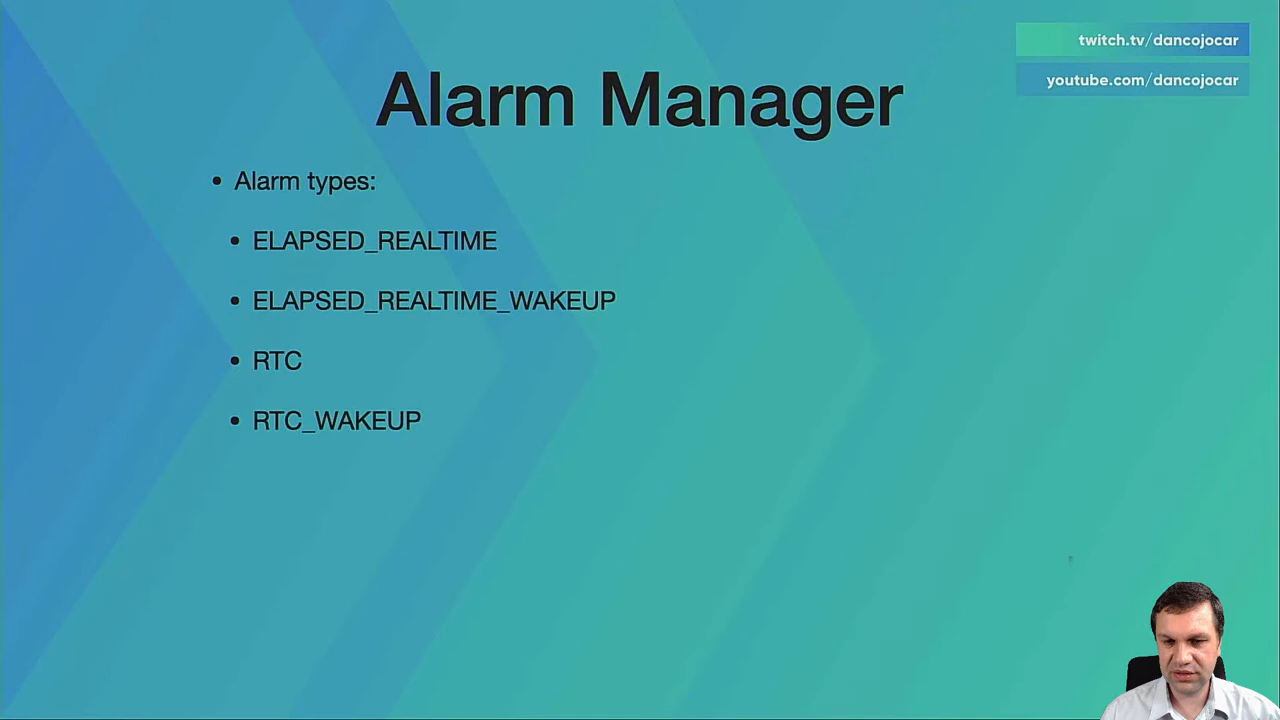 twitch.tv/dancojocar
youtube.com/dancojocar
Alarm Manager
• Alarm types:
• ELAPSED_REALTIME
• ELAPSED_REALTIME_WAKEUP
• RTC
• RTC_WAKEUP